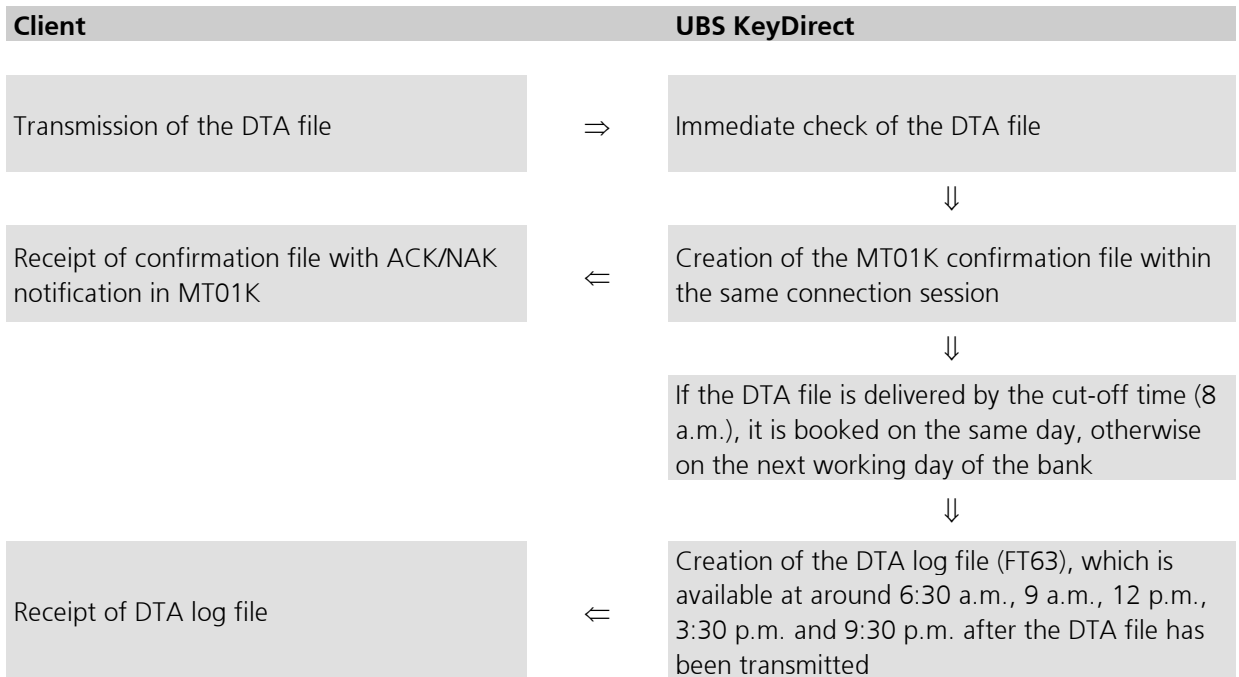 Client UBS KeyDirect
Transmission of the DTA file ⇒ Immediate check of the DTA file
⇓
Receipt of confirmation file with ACK/NAK
notification in MT01K
⇐
Creation of the MT01K confirmation file within
the same connection session
⇓
If the DTA file is delivered by the cut-off time (8
a.m.), it is booked on the same day, otherwise
on the next working day of the bank
⇓
Receipt of DTA log file
⇐
Creation of the DTA log file (FT63), which is
available at around 6:30 a.m., 9 a.m., 12 p.m.,
3:30 p.m. and 9:30 p.m. after the DTA file has
been transmitted